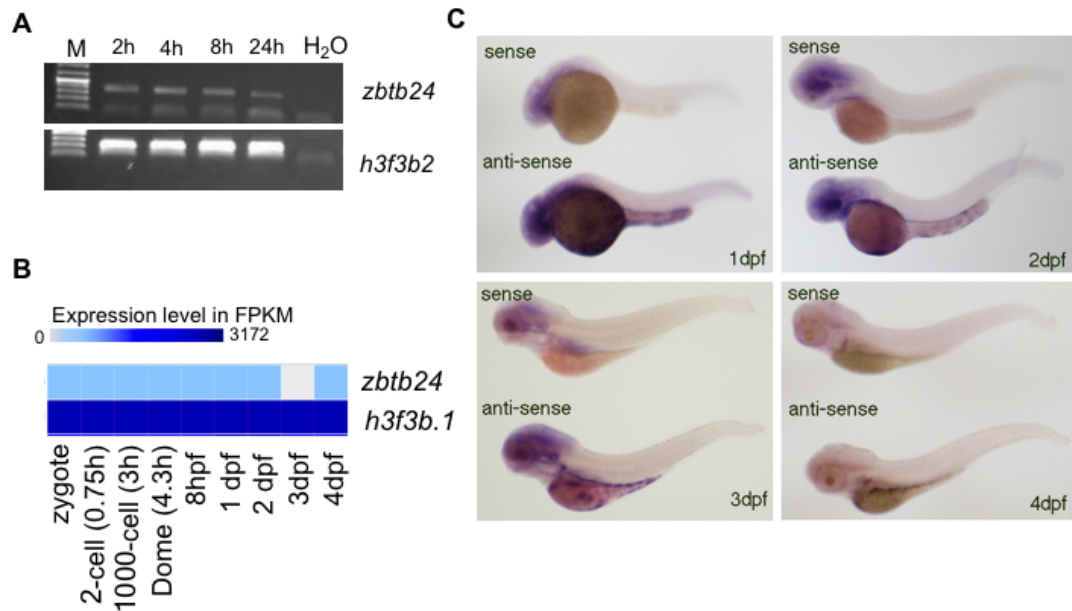 A
M 2h 4h 8h 24h H₂O
zbtb24
h3f3b2
B
Expression level in FPKM
0 3172
zbtb24
h3f3b.1
zygote
2-cell (0.75h)
1000-cell (3h)
Dome (4.3h)
8hpf
1 dpf
2 dpf
3dpf
4dpf
C
sense
anti-sense
1dpf
sense
anti-sense
2dpf
sense
anti-sense
3dpf
sense
anti-sense
4dpf